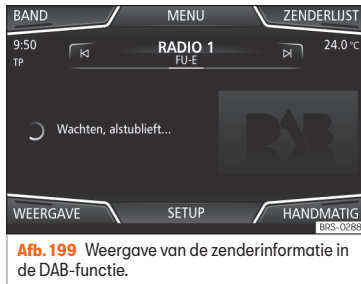 BAND MENU ZENDERLIJST
9:50 RADIO 1 24.0 °C
TP FU-E
Wachten, alstublieft...
DAB
WEERGAVE SETUP HANDMATIG
BRS-0288
Afb. 199 Weergave van de zenderinformatie in
de DAB-functie.